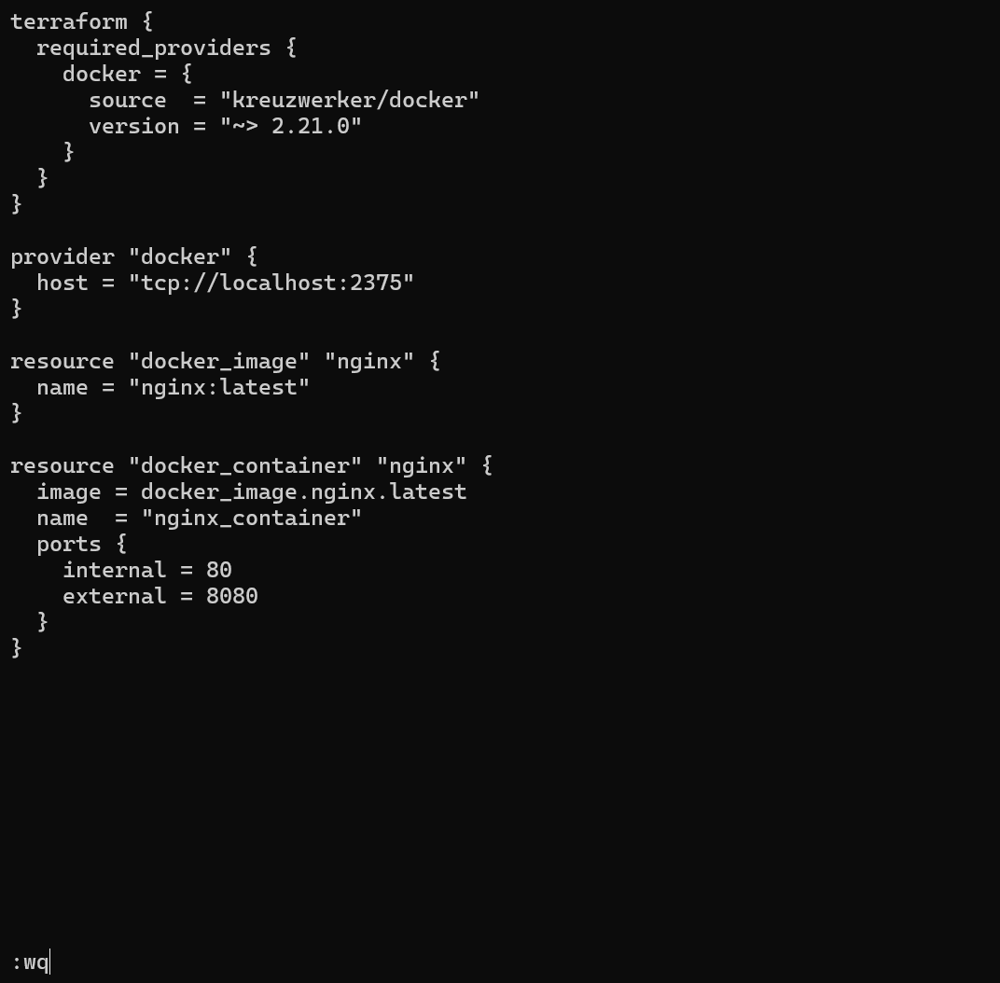 terraform {
  required_providers {
    docker = {
      source  = "kreuzwerker/docker"
      version = "~> 2.21.0"
    }
  }
}

provider "docker" {
  host = "tcp://localhost:2375"
}

resource "docker_image" "nginx" {
  name = "nginx:latest"
}

resource "docker_container" "nginx" {
  image = docker_image.nginx.latest
  name  = "nginx_container"
  ports {
    internal = 80
    external = 8080
  }
}
:wq